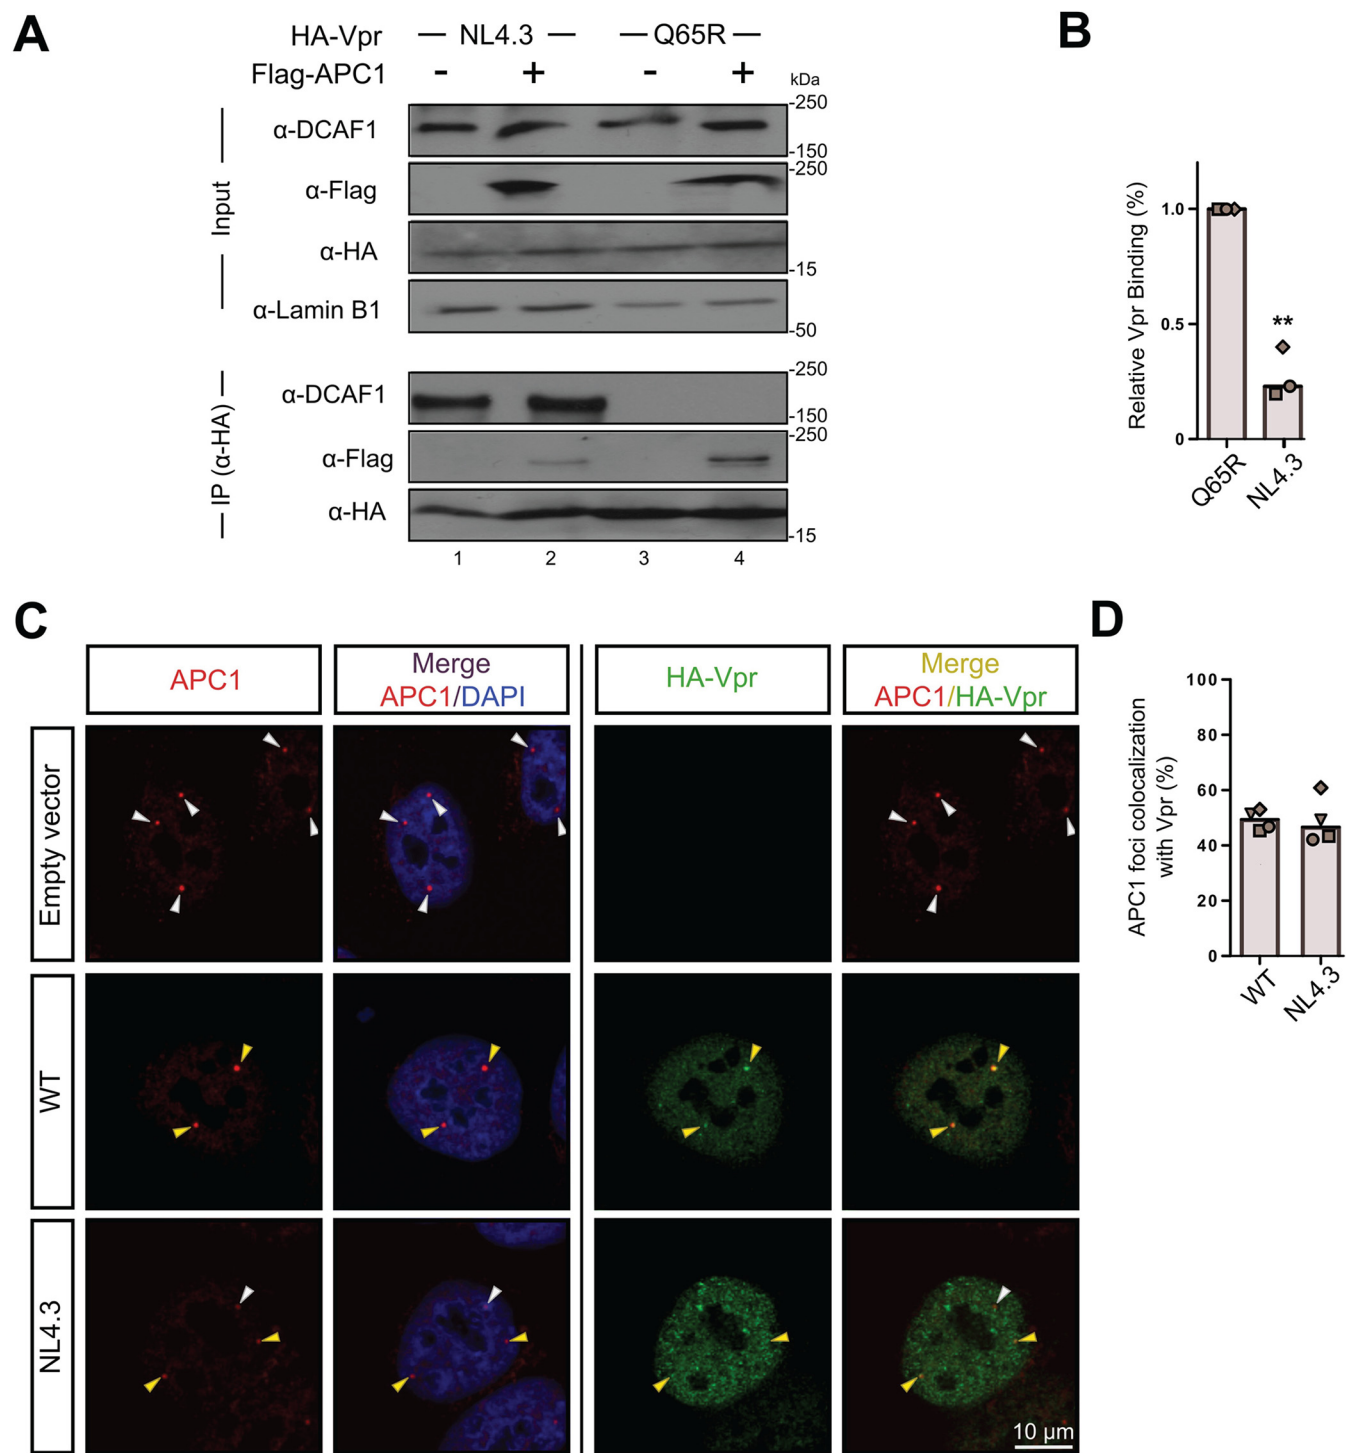 A
HA-Vpr — NL4.3 — — Q65R —
Flag-APC1 - + - + kDa
Input
α-DCAF1 -250
-150
α-Flag -250
α-HA
-15
α-Lamin B1
-50
IP (α-HA)
α-DCAF1 -250
-150
α-Flag -250
α-HA
-15
1 2 3 4
B
Relative Vpr Binding (%)
1.0
0.5
0
**
Q65R NL4.3
C
APC1
Merge
APC1/DAPI
HA-Vpr
Merge
APC1/HA-Vpr
Empty vector
WT
NL4.3
10 µm
D
APC1 foci colocalization
with Vpr (%)
100
80
60
40
20
0
WT NL4.3